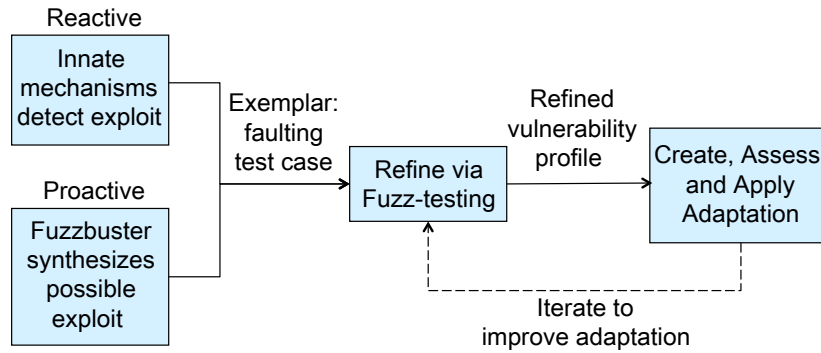 Reactive
Innate
mechanisms
detect exploit
Proactive
Fuzzbuster
synthesizes
possible
exploit
Exemplar:
faulting
test case
Refine via
Fuzz-testing
Refined
vulnerability
profile
Create, Assess
and Apply
Adaptation
Iterate to
improve adaptation